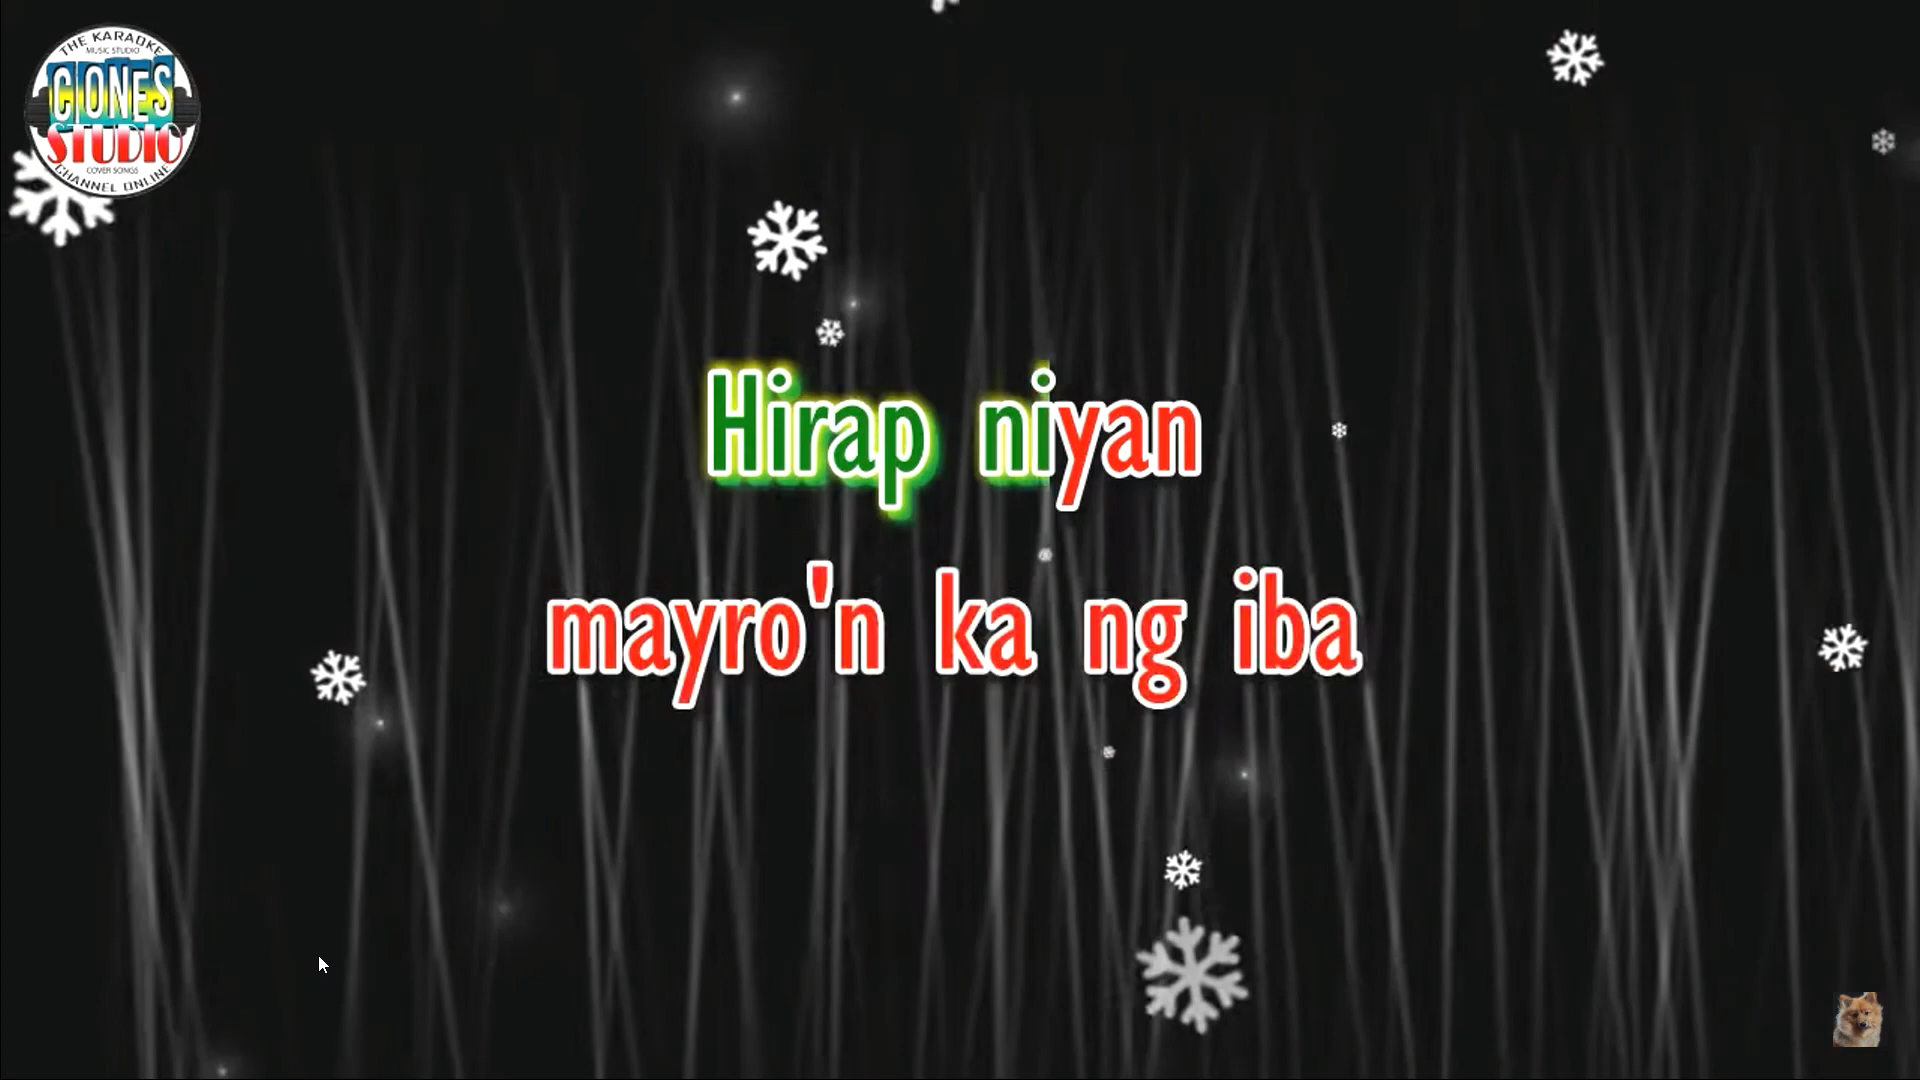 THE KARAOKE
MUSIC STUDIO
CIONES
STUDIO
COVER SONGS
CHANNEL ONLINE
Hirap niyan
mayro'n ka ng iba